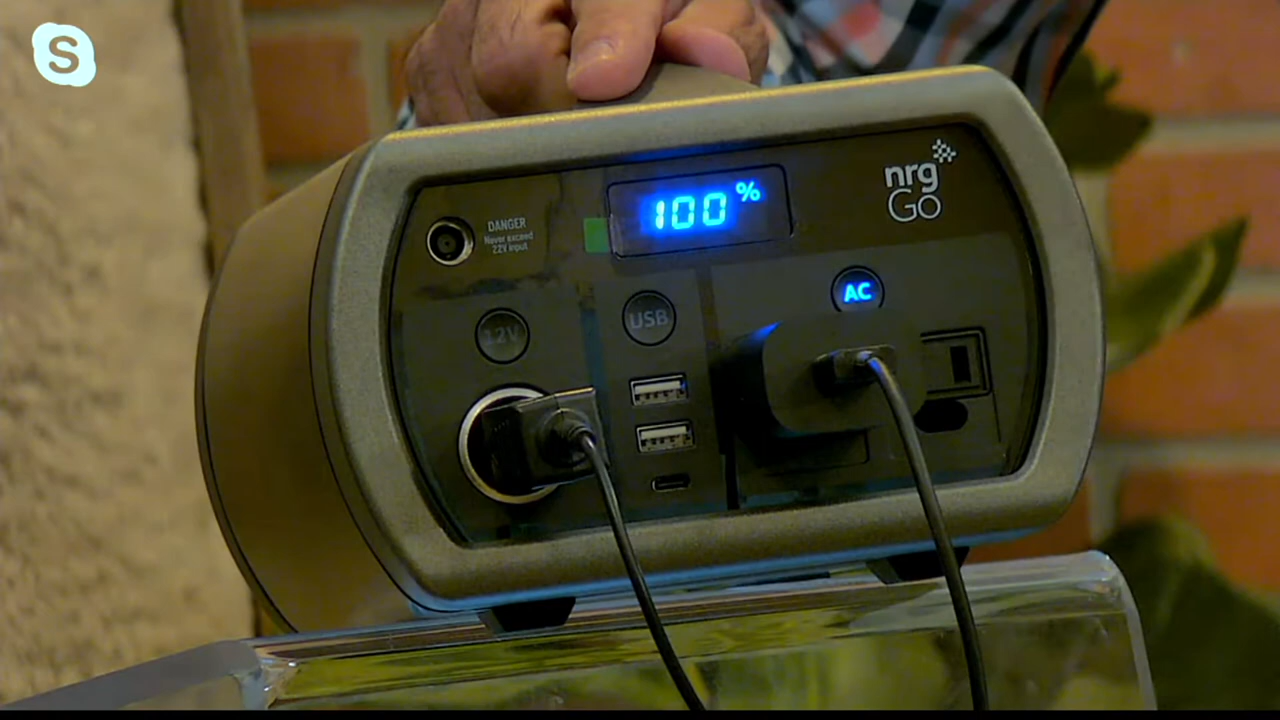 S
100%
nrg
GO
DANGER
Never exceed
22V input
AC
12V
USB